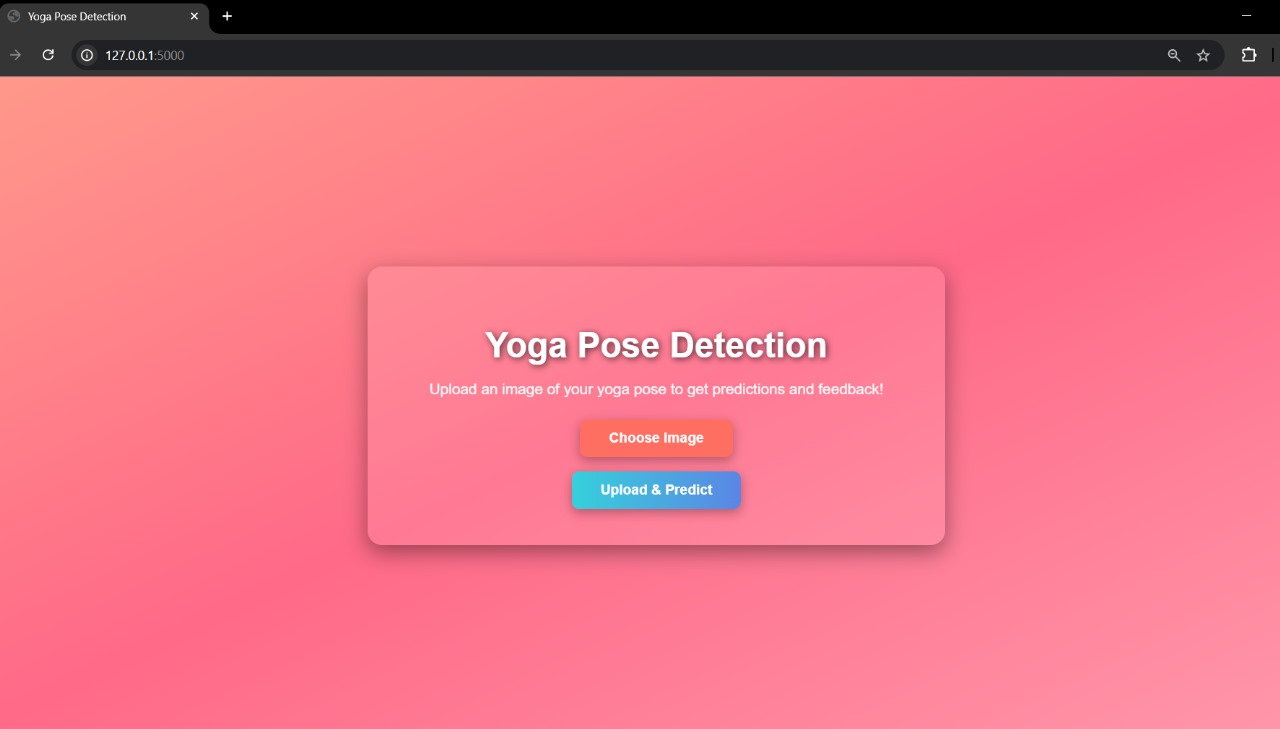 Yoga Pose Detection
127.0.0.1:5000
Yoga Pose Detection
Upload an image of your yoga pose to get predictions and feedback!
Choose Image
Upload & Predict